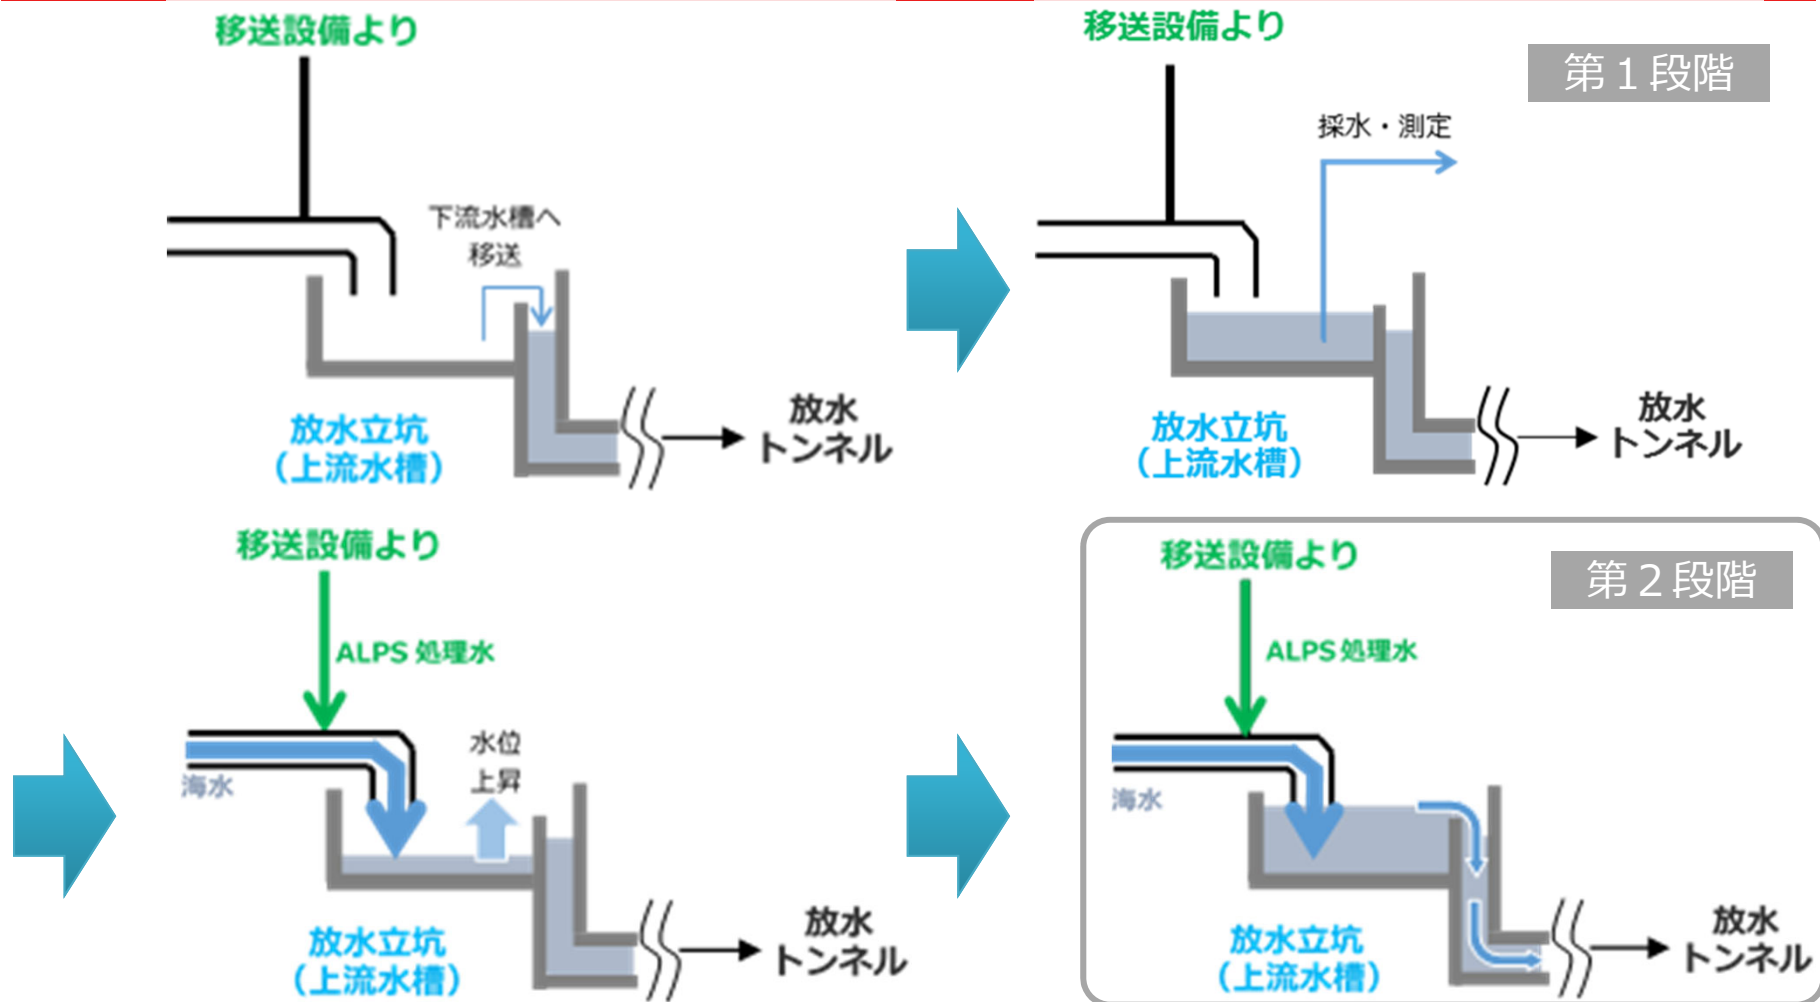 移送設備より
下流水槽へ
移送
放水立坑
（上流水槽）
放水
トンネル
移送設備より
第１段階
採水・測定
放水立坑
（上流水槽）
放水
トンネル
移送設備より
ALPS 処理水
海水
水位
上昇
放水立坑
（上流水槽）
放水
トンネル
移送設備より
第２段階
ALPS 処理水
海水
放水立坑
（上流水槽）
放水
トンネル